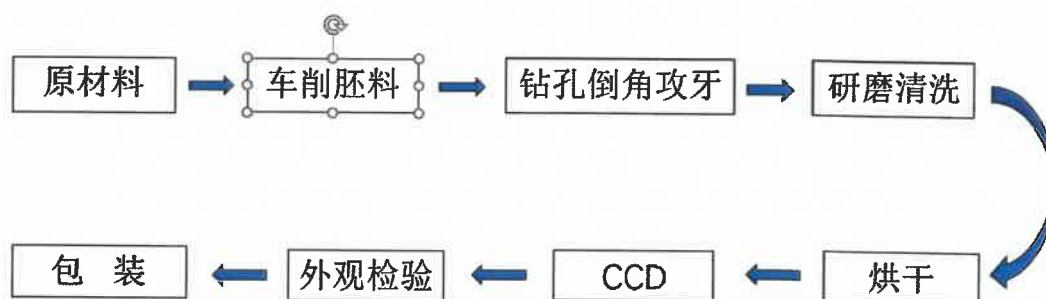 原材料
车削胚料
钻孔倒角攻牙
研磨清洗
烘干
CCD
外观检验
包 装